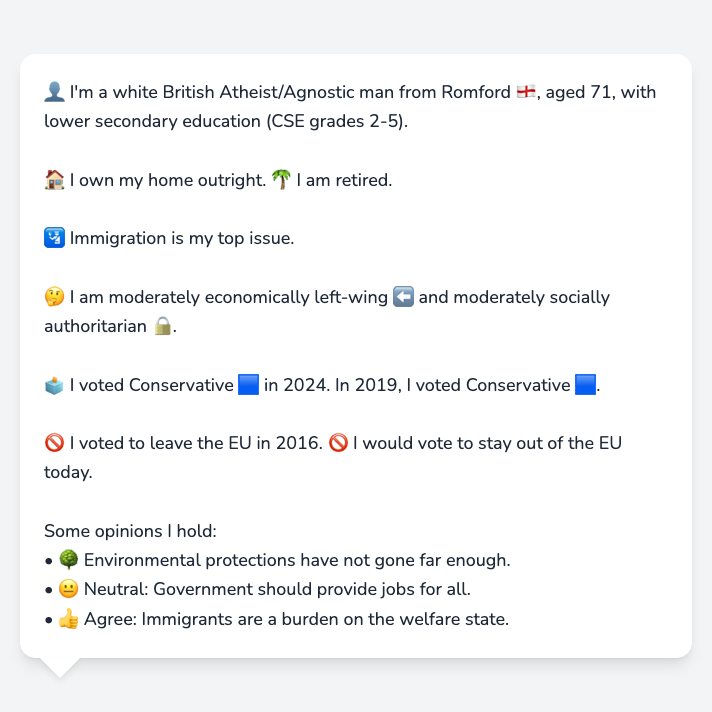 👤 I'm a white British Atheist/Agnostic man from Romford 🏴󠁧󠁢󠁥󠁮󠁧󠁿, aged 71, with
lower secondary education (CSE grades 2-5).
🏠 I own my home outright. 🌴 I am retired.
🛂 Immigration is my top issue.
🤔 I am moderately economically left-wing ⬅️ and moderately socially
authoritarian 🔒.
🗳️ I voted Conservative 🟦 in 2024. In 2019, I voted Conservative 🟦.
🚫 I voted to leave the EU in 2016. 🚫 I would vote to stay out of the EU
today.
Some opinions I hold:
• 🌳 Environmental protections have not gone far enough.
• 😐 Neutral: Government should provide jobs for all.
• 👍 Agree: Immigrants are a burden on the welfare state.